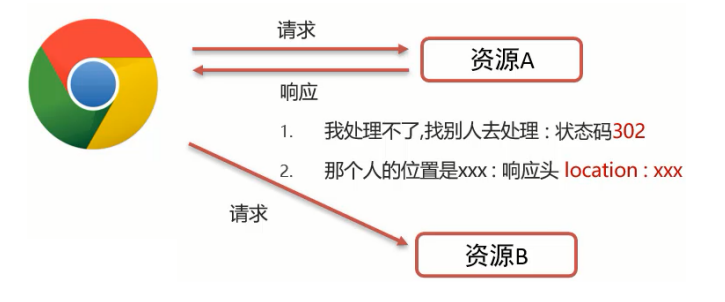 请求
资源A
响应
1. 我处理不了,找别人去处理 : 状态码302
2. 那个人的位置是xxx : 响应头 location : xxx
请求
资源B